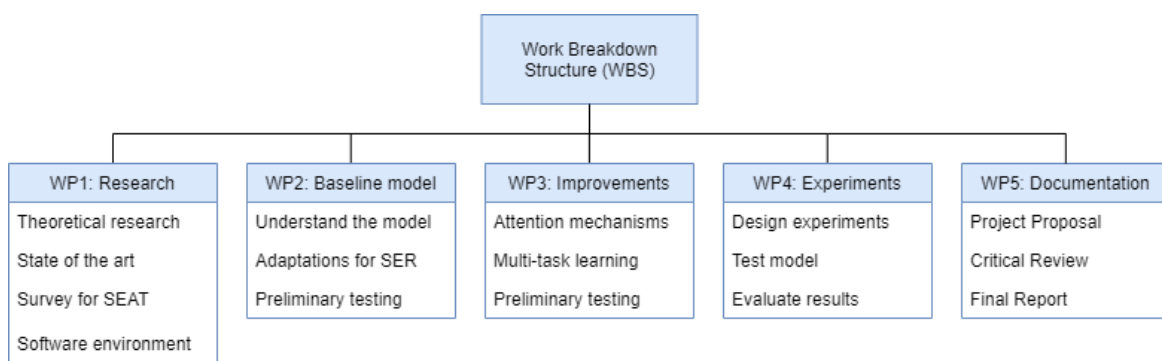 Work Breakdown
Structure (WBS)
WP1: Research
Theoretical research
State of the art
Survey for SEAT
Software environment
WP2: Baseline model
Understand the model
Adaptations for SER
Preliminary testing
WP3: Improvements
Attention mechanisms
Multi-task learning
Preliminary testing
WP4: Experiments
Design experiments
Test model
Evaluate results
WP5: Documentation
Project Proposal
Critical Review
Final Report